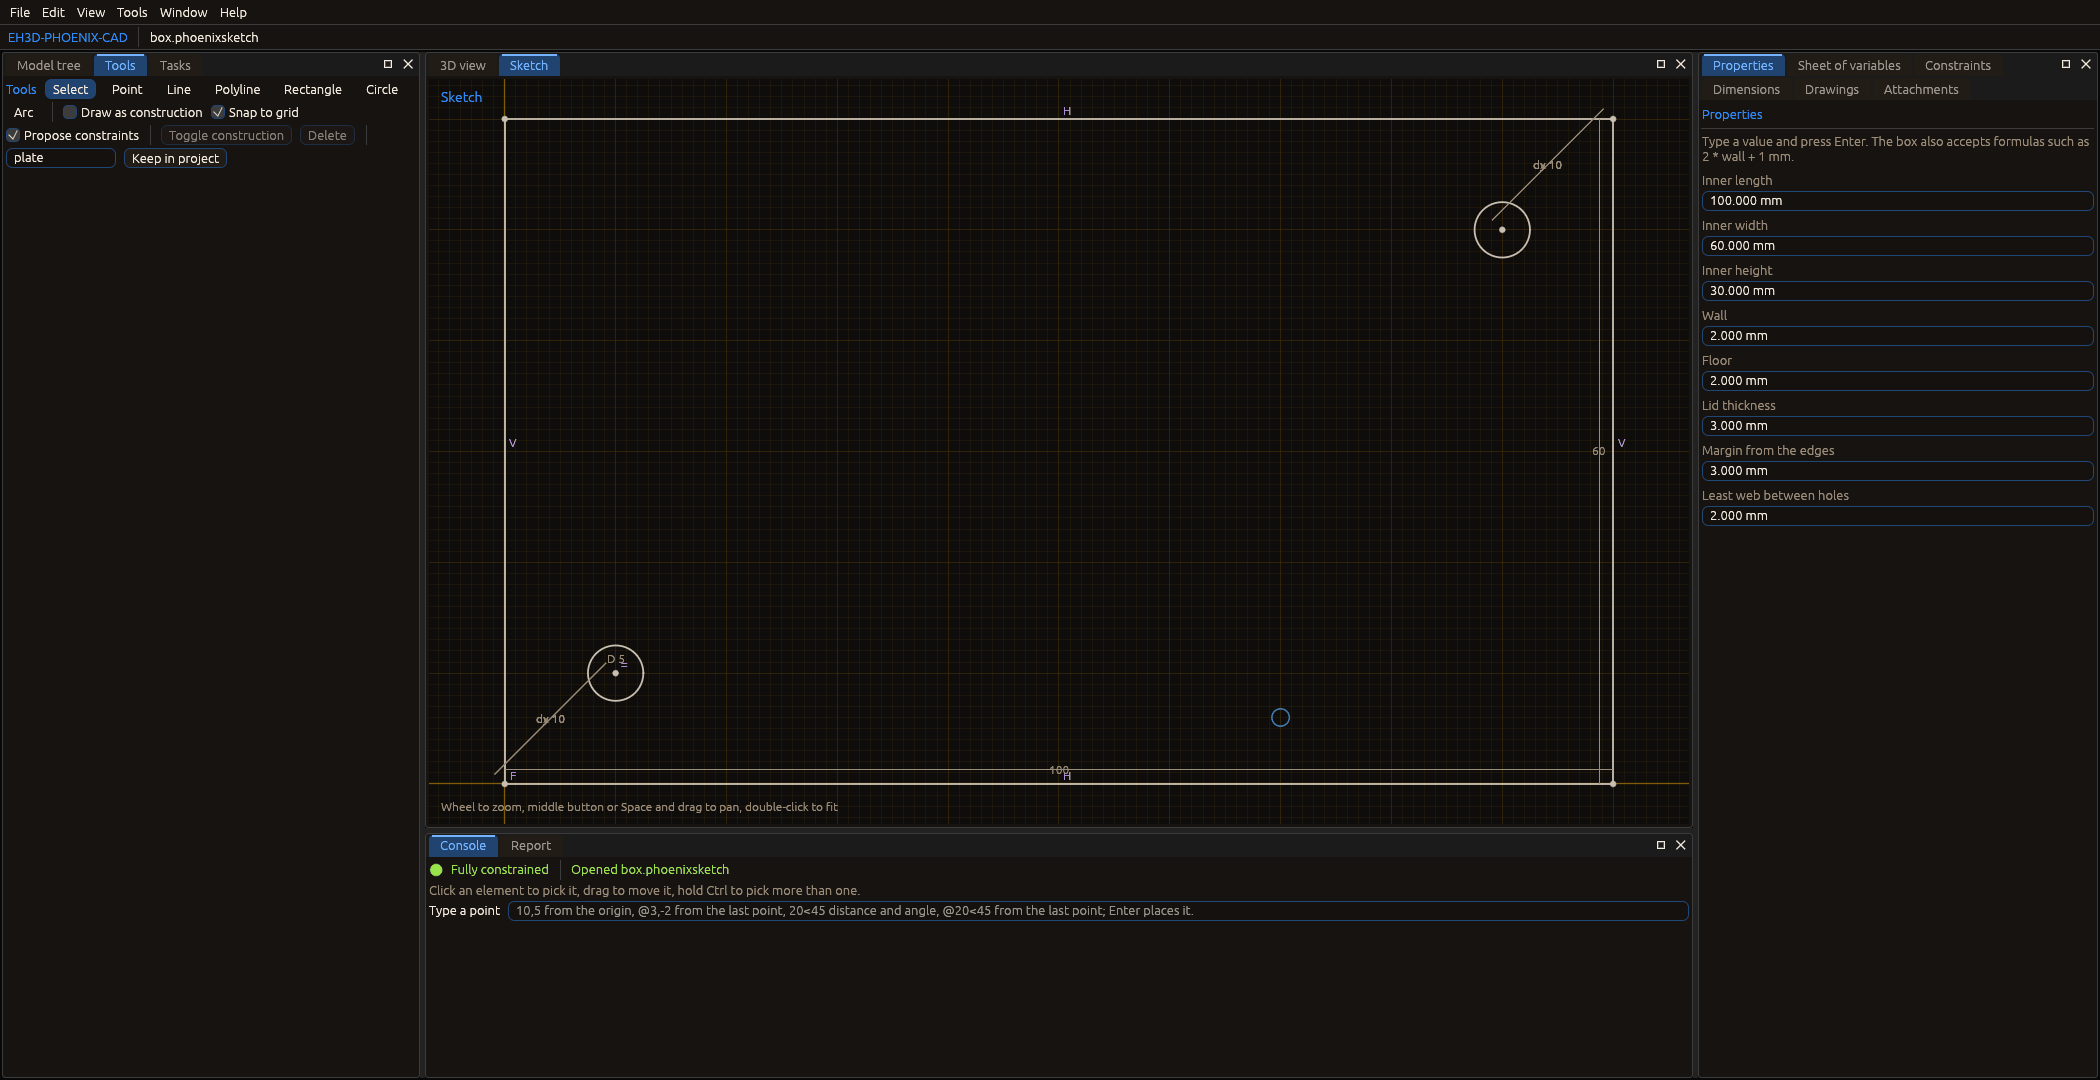 File Edit View Tools Window Help
EH3D-PHOENIX-CAD box.phoenixsketch
Model tree Tools Tasks
Tools Select Point Line Polyline Rectangle Circle
Arc Draw as construction Snap to grid
Propose constraints Toggle construction Delete
plate Keep in project
3D view Sketch
Sketch
H
dx 10
V
60
V
D 5
=
dx 10
100
F
H
Wheel to zoom, middle button or Space and drag to pan, double-click to fit
Console Report
Fully constrained Opened box.phoenixsketch
Click an element to pick it, drag to move it, hold Ctrl to pick more than one.
Type a point 10,5 from the origin, @3,-2 from the last point, 20<45 distance and angle, @20<45 from the last point; Enter places it.
Properties Sheet of variables Constraints
Dimensions Drawings Attachments
Properties
Type a value and press Enter. The box also accepts formulas such as
2 * wall + 1 mm.
Inner length
100.000 mm
Inner width
60.000 mm
Inner height
30.000 mm
Wall
2.000 mm
Floor
2.000 mm
Lid thickness
3.000 mm
Margin from the edges
3.000 mm
Least web between holes
2.000 mm